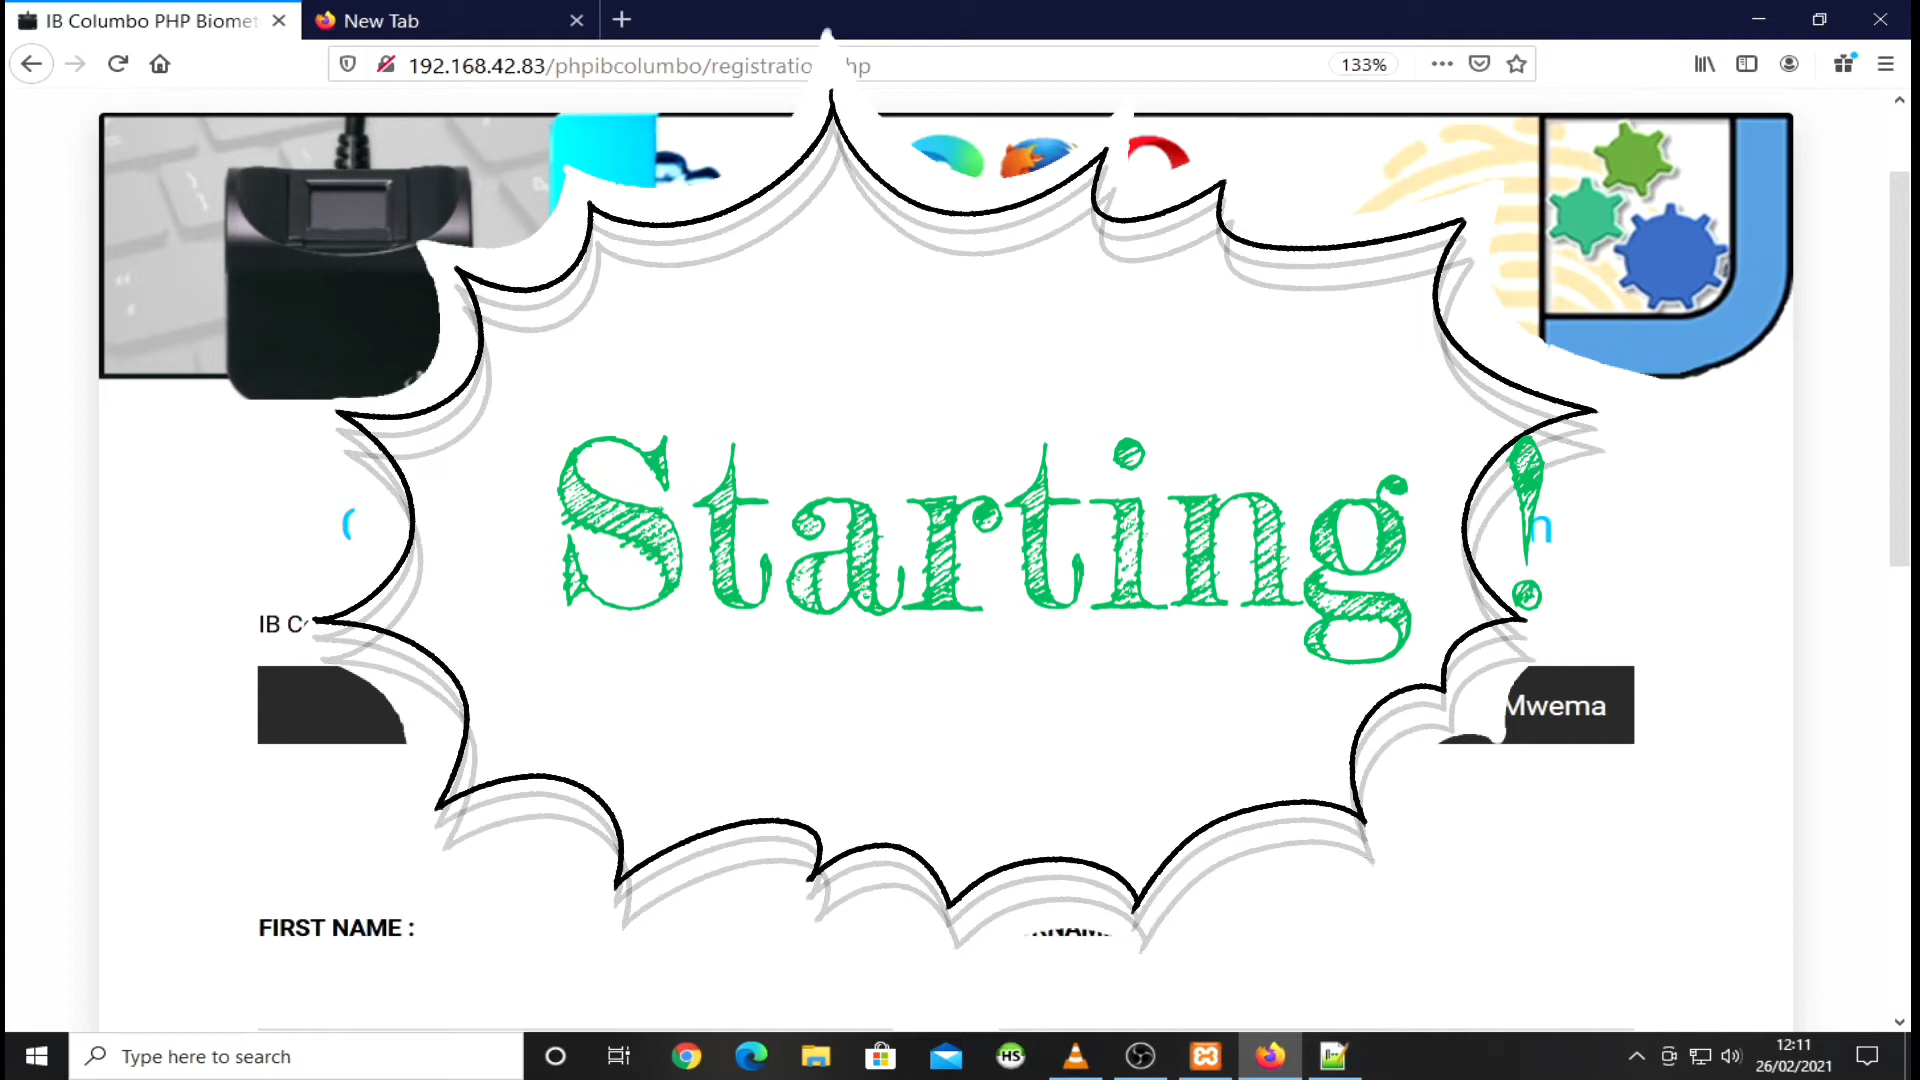 IB Columbo PHP Biomet
New Tab
192.168.42.83/phpibcolumbo/registratio
hp
133%
Starting !
n
IB C
Mwema
FIRST NAME :
Type here to search
HS
12:11
26/02/2021